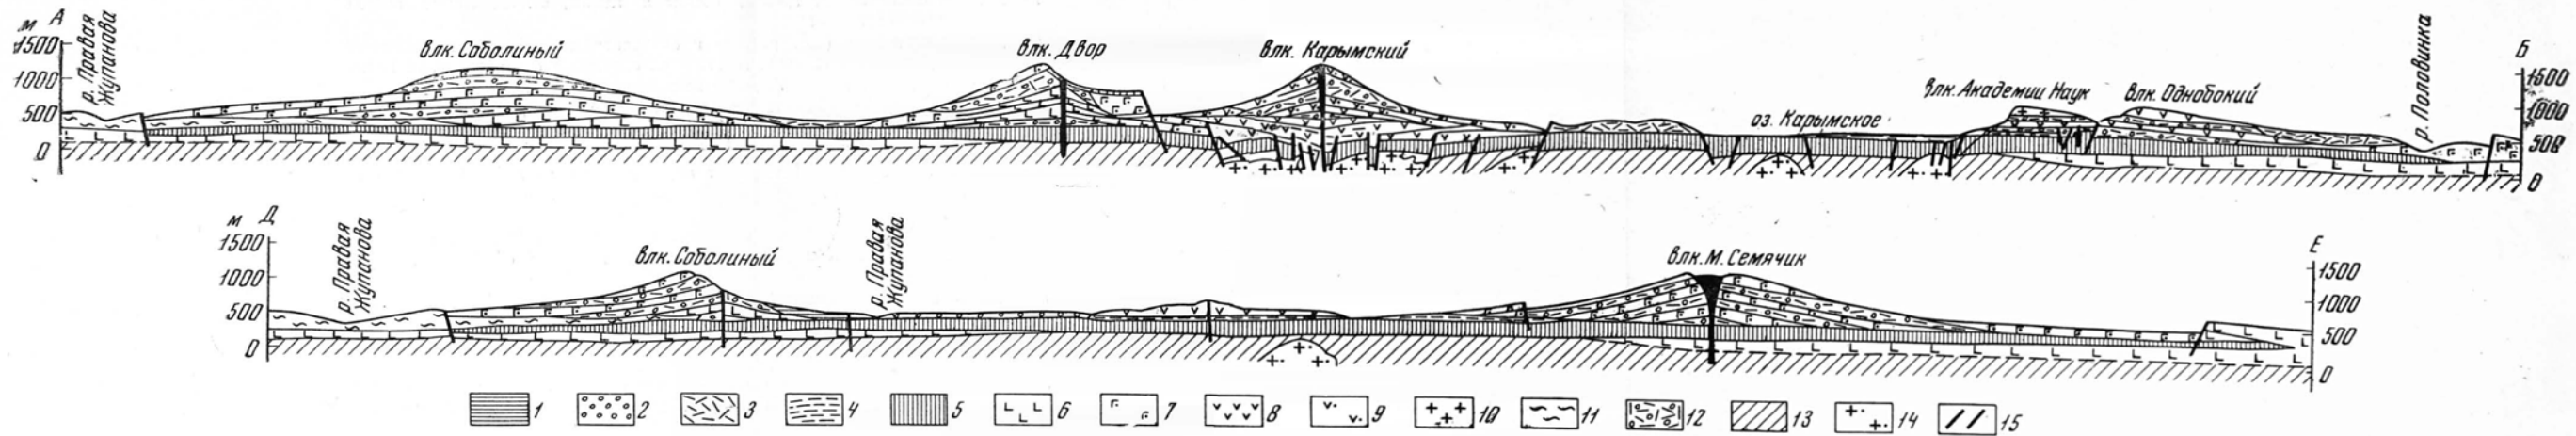 м А
1500
1000
500
0
р. Правая
Жупанова
влк. Соболиный
влк. Двор
влк. Карымский
оз. Карымское
влк. Академии Наук
влк. Однобокий
р. Половинка
Б
1500
1000
500
0
м Д
1500
1000
500
0
р. Правая
Жупанова
влк. Соболиный
р. Правая
Жупанова
влк. М. Семячик
Е
1500
1000
500
0
1 2 3 4 5 6 7 8 9 10 11 12 13 14 15